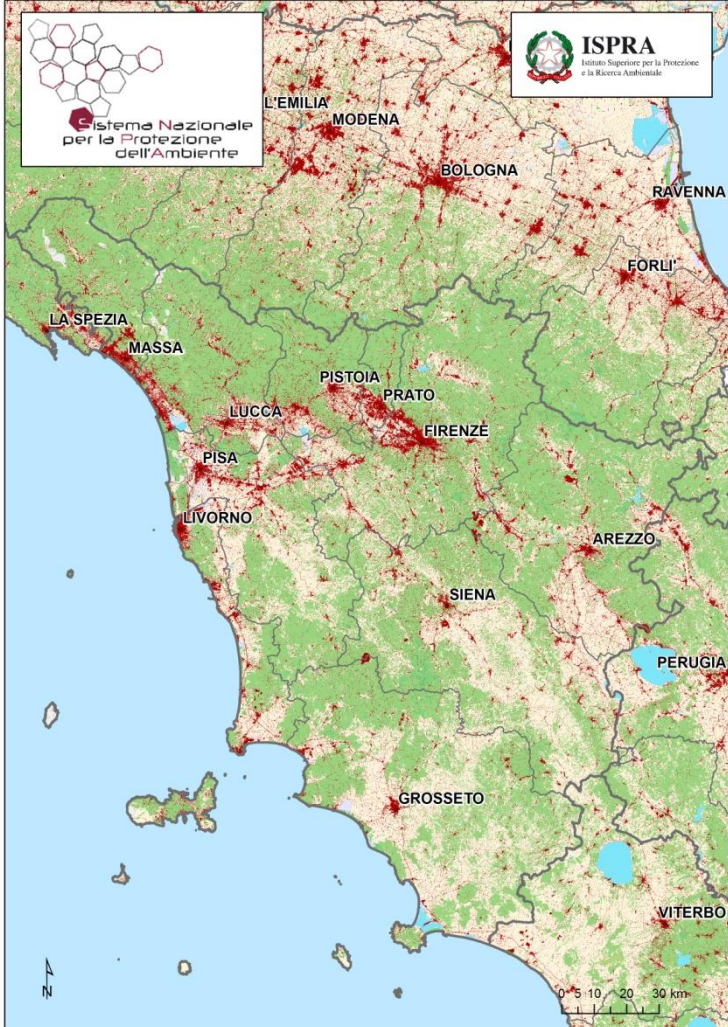 Sistema Nazionale
per la Protezione
dell'Ambiente
ISPRA
Istituto Superiore per la Protezione
e la Ricerca Ambientale
L'EMILIA
MODENA
BOLOGNA
RAVENNA
FORLI'
LA SPEZIA
MASSA
PISTOIA
PRATO
LUCCA
FIRENZE
PISA
LIVORNO
AREZZO
SIENA
PERUGIA
GROSSETO
VITERBO
N
0 5 10 20 30 km